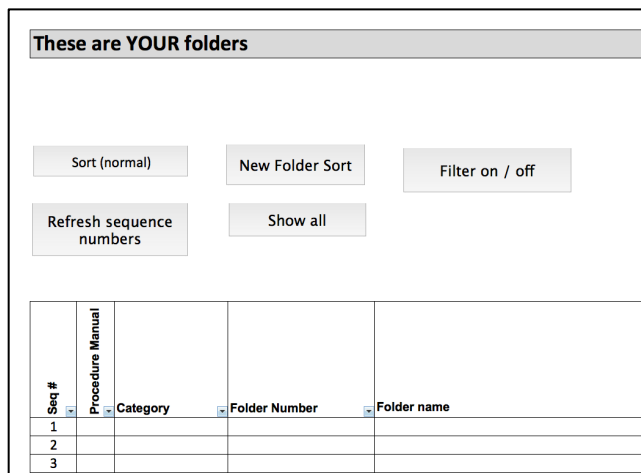 These are YOUR folders
Sort (normal)
New Folder Sort
Filter on / off
Refresh sequence
numbers
Show all
Seq #
Procedure Manual
Category
Folder Number
Folder name
1
2
3